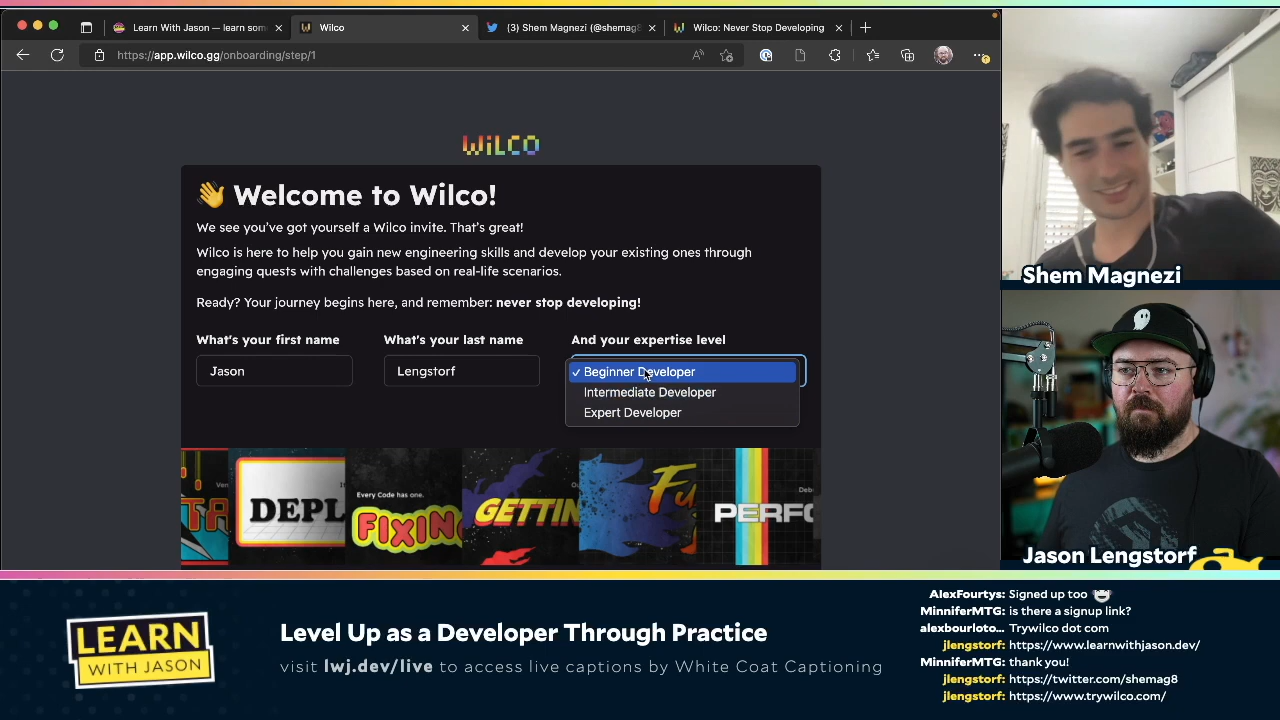 Learn With Jason — learn som
Wilco
(3) Shem Magnezi (@shemag8
Wilco: Never Stop Developing
https://app.wilco.gg/onboarding/step/1
WILCO
👋 Welcome to Wilco!
We see you've got yourself a Wilco invite. That's great!
Wilco is here to help you gain new engineering skills and develop your existing ones through
engaging quests with challenges based on real-life scenarios.
Ready? Your journey begins here, and remember: never stop developing!
What's your first name
What's your last name
And your expertise level
Jason
Lengstorf
✓ Beginner Developer
Intermediate Developer
Expert Developer
DEPL
Every Code has one.
FIXIN
GETTIN
Fu
Deb
PERFO
Shem Magnezi
Jason Lengstorf
LEARN
WITH JASON
Level Up as a Developer Through Practice
visit lwj.dev/live to access live captions by White Coat Captioning
AlexFourtys: Signed up too
MinniferMTG: is there a signup link?
alexbourloto... Trywilco dot com
jlengstorf: https://www.learnwithjason.dev/
MinniferMTG: thank you!
jlengstorf: https://twitter.com/shemag8
jlengstorf: https://www.trywilco.com/